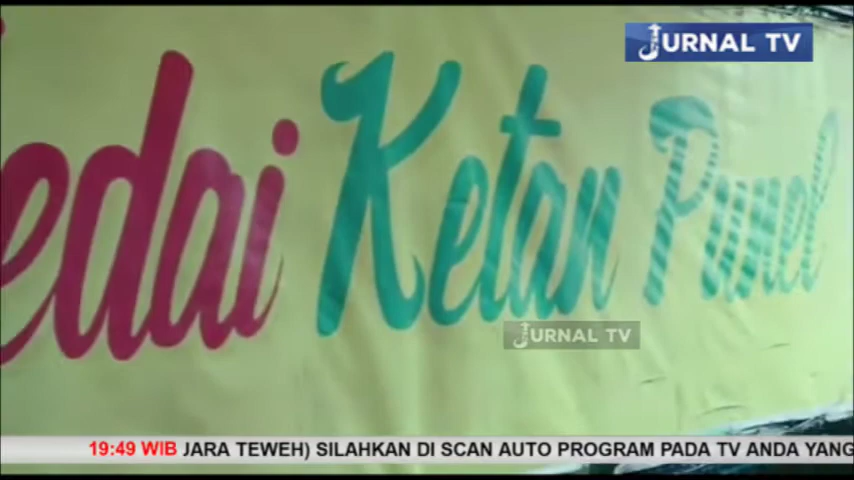 JURNAL TV
edai Ketan Punel
JURNAL TV
19:49 WIB JARA TEWEH) SILAHKAN DI SCAN AUTO PROGRAM PADA TV ANDA YANG